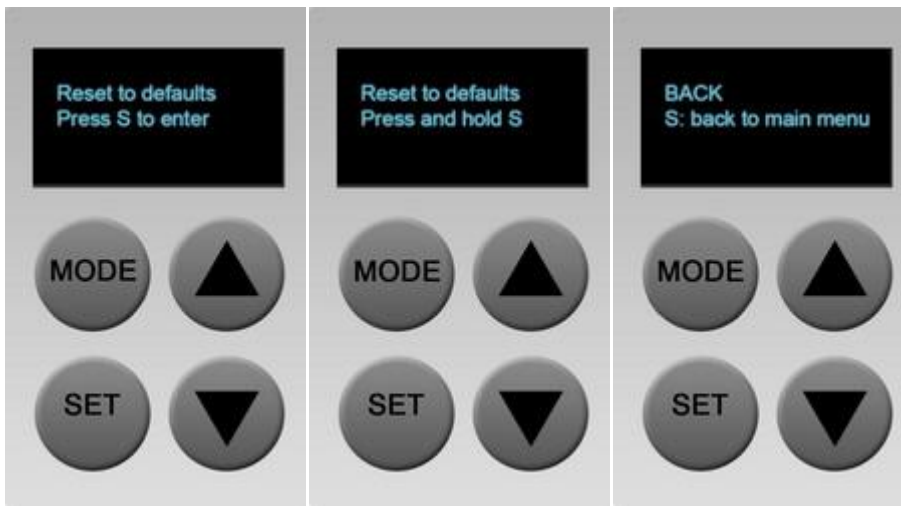 Reset to defaults
Press S to enter
MODE
SET
Reset to defaults
Press and hold S
MODE
SET
BACK
S: back to main menu
MODE
SET